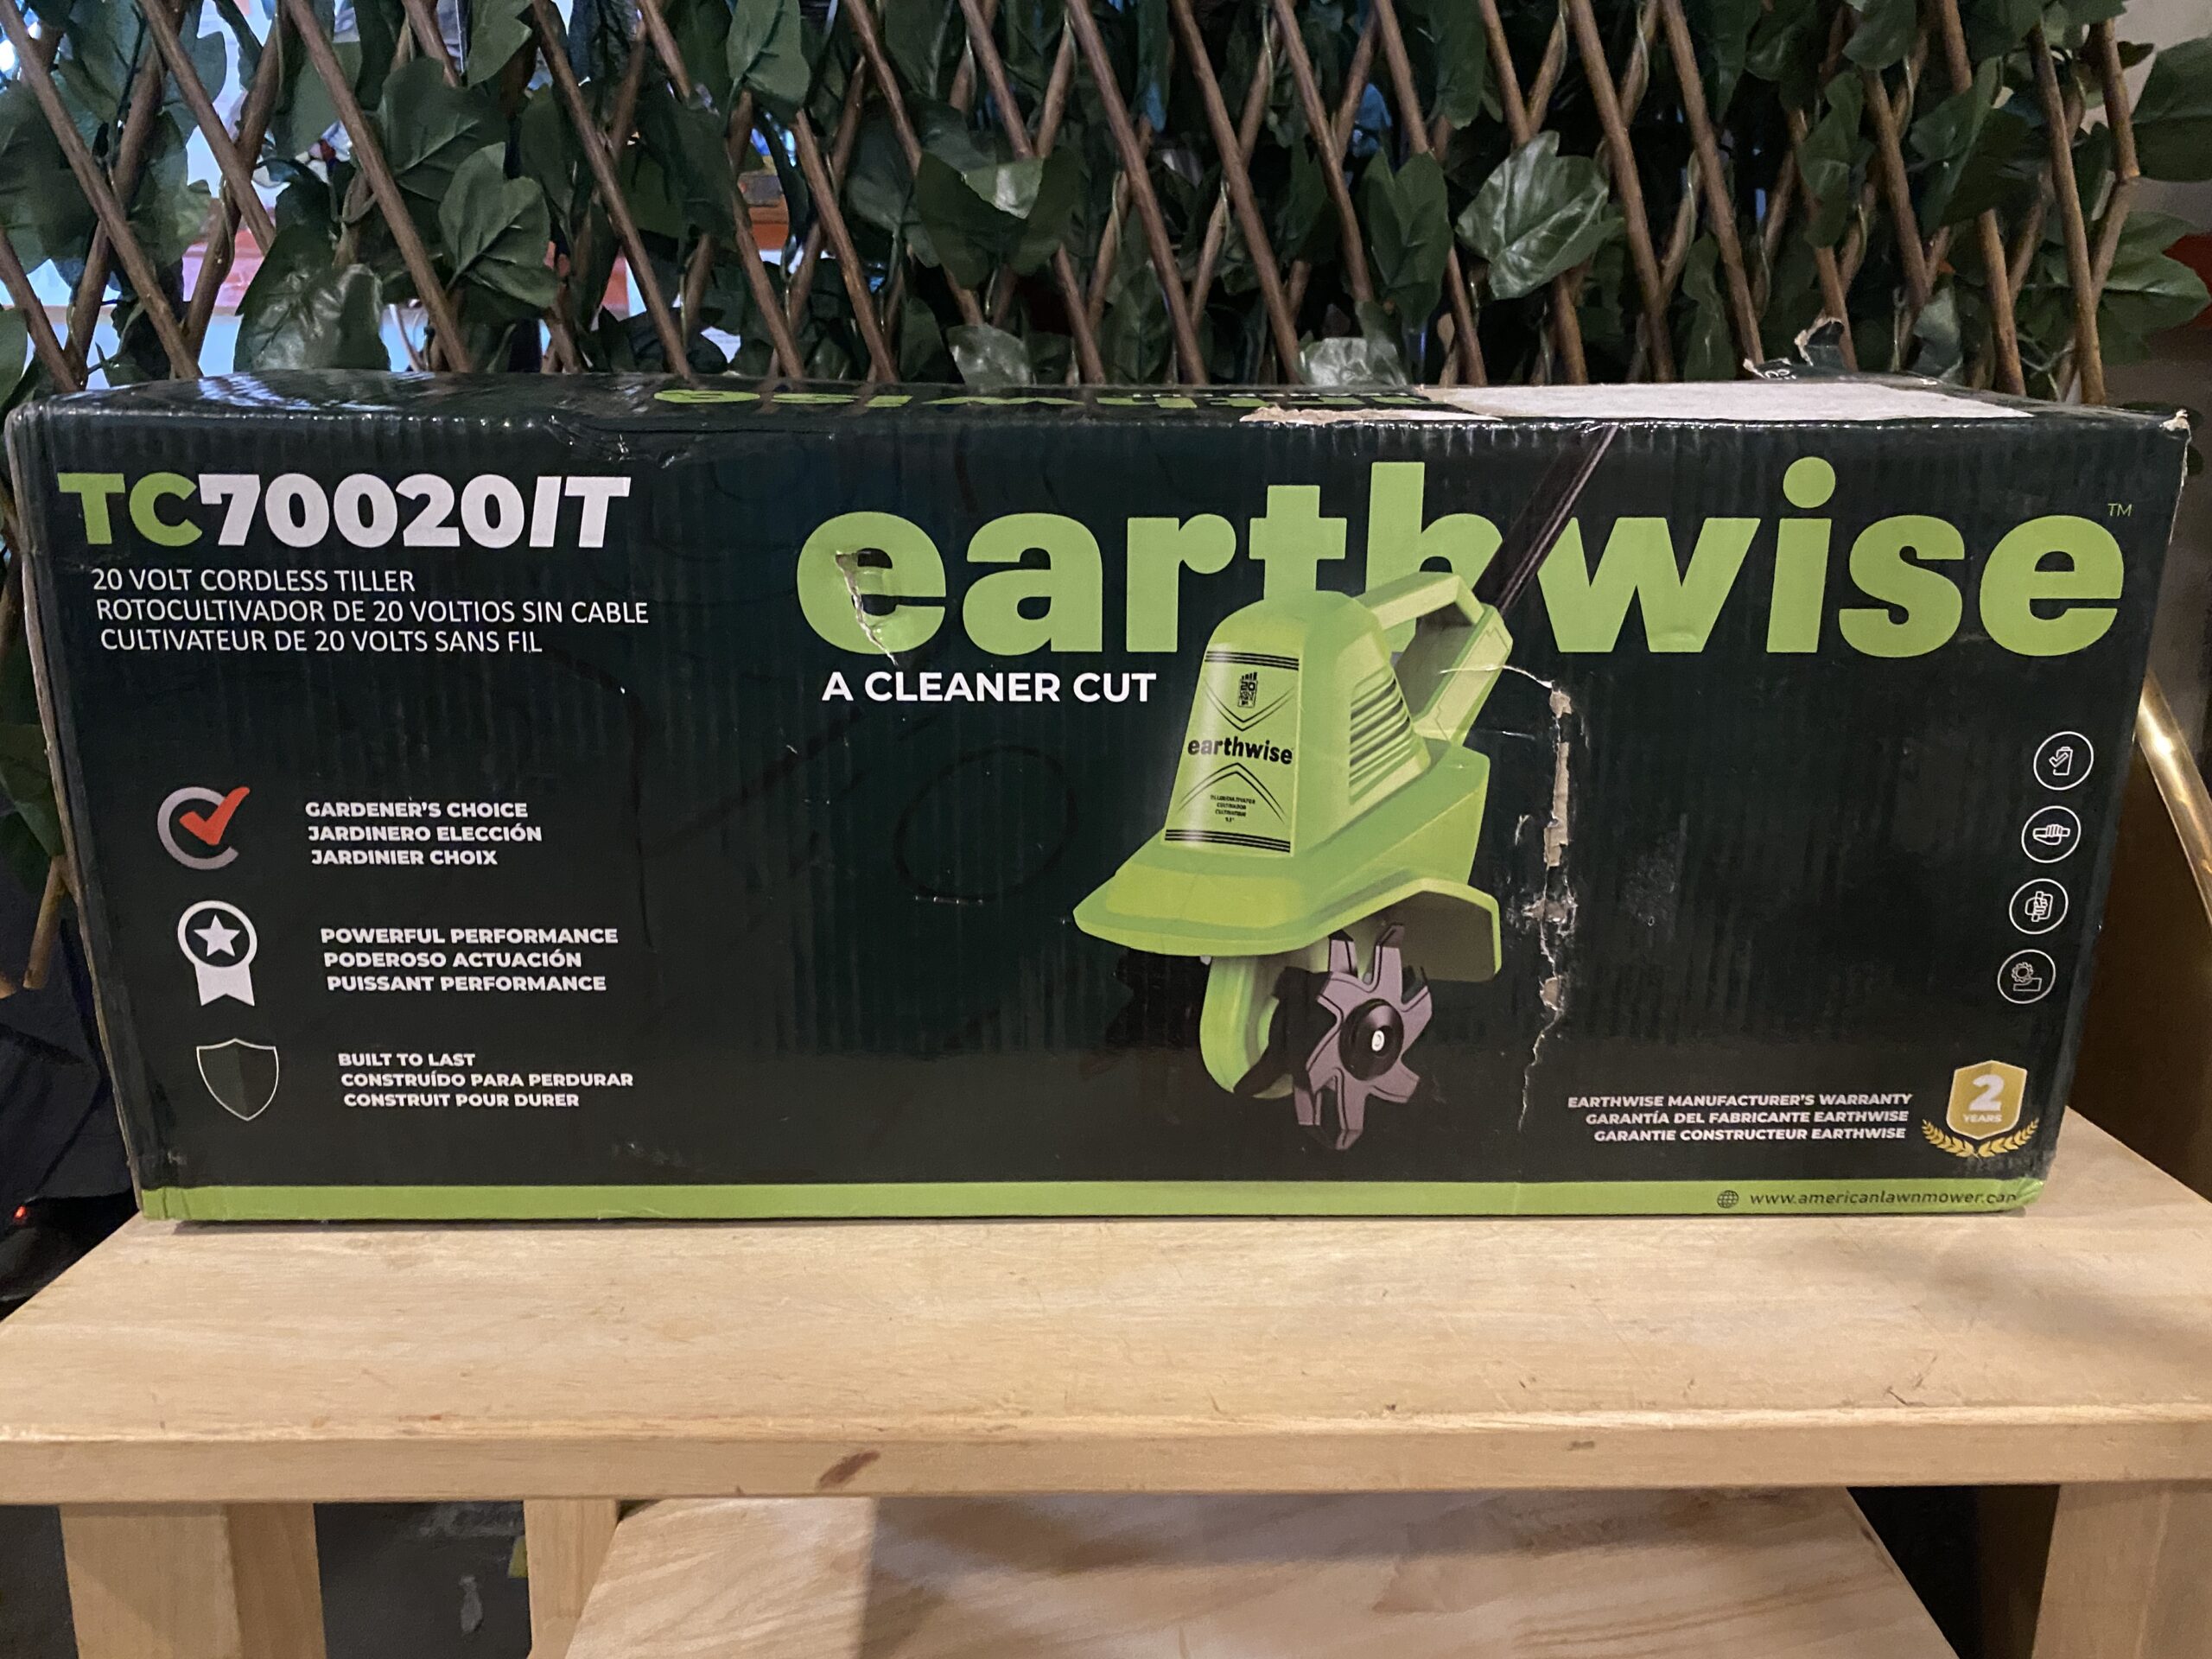 TC70020IT
20 VOLT CORDLESS TILLER
ROTOCULTIVADOR DE 20 VOLTIOS SIN CABLE
CULTIVATEUR DE 20 VOLTS SANS FIL
earthwise™
A CLEANER CUT
earthwise
GARDENER'S CHOICE
JARDINERO ELECCIÓN
JARDINIER CHOIX
POWERFUL PERFORMANCE
PODEROSO ACTUACIÓN
PUISSANT PERFORMANCE
BUILT TO LAST
CONSTRUÍDO PARA PERDURAR
CONSTRUIT POUR DURER
EARTHWISE MANUFACTURER'S WARRANTY
GARANTÍA DEL FABRICANTE EARTHWISE
GARANTIE CONSTRUCTEUR EARTHWISE
2
YEARS
www.americanlawnmower.com